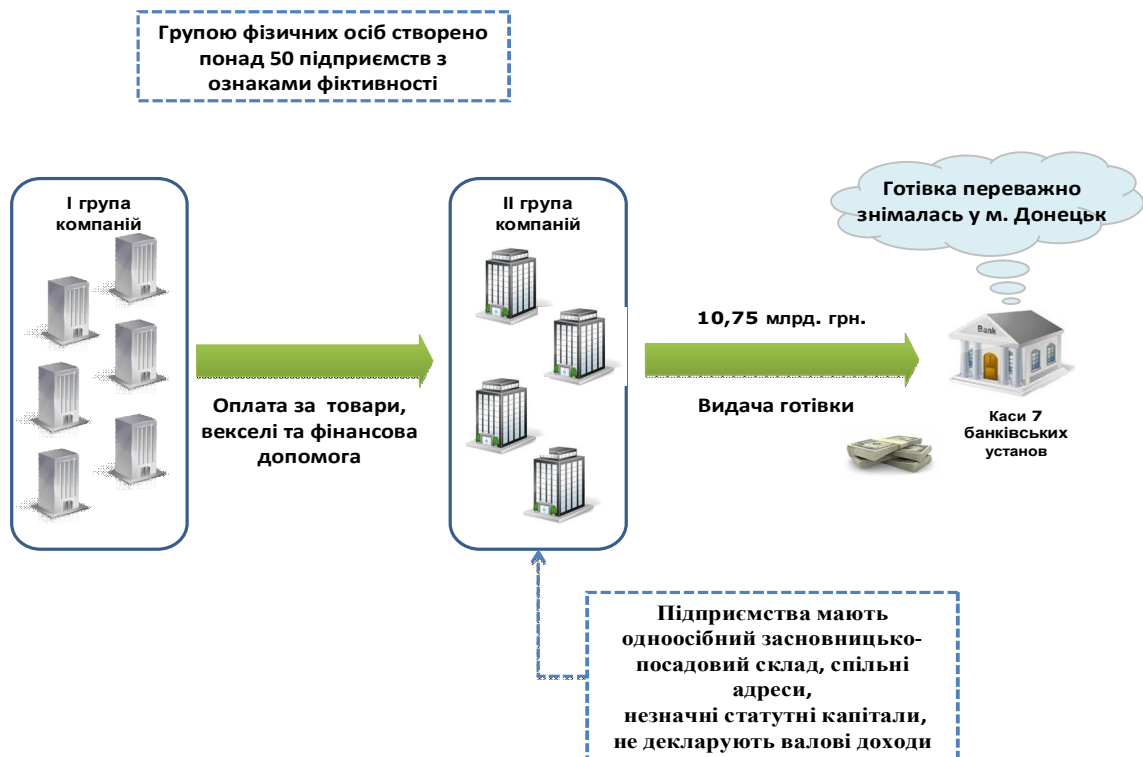 Групою фізичних осіб створено
понад 50 підприємств з
ознаками фіктивності
І група
компаній
ІІ група
компаній
Готівка переважно
знімалась у м. Донецьк
10,75 млрд. грн.
Bank
Оплата за товари,
векселі та фінансова
допомога
Видача готівки
Каси 7
банківських
установ
Підприємства мають
одноосібний засновницько-
посадовий склад, спільні
адреси,
незначні статутні капітали,
не декларують валові доходи